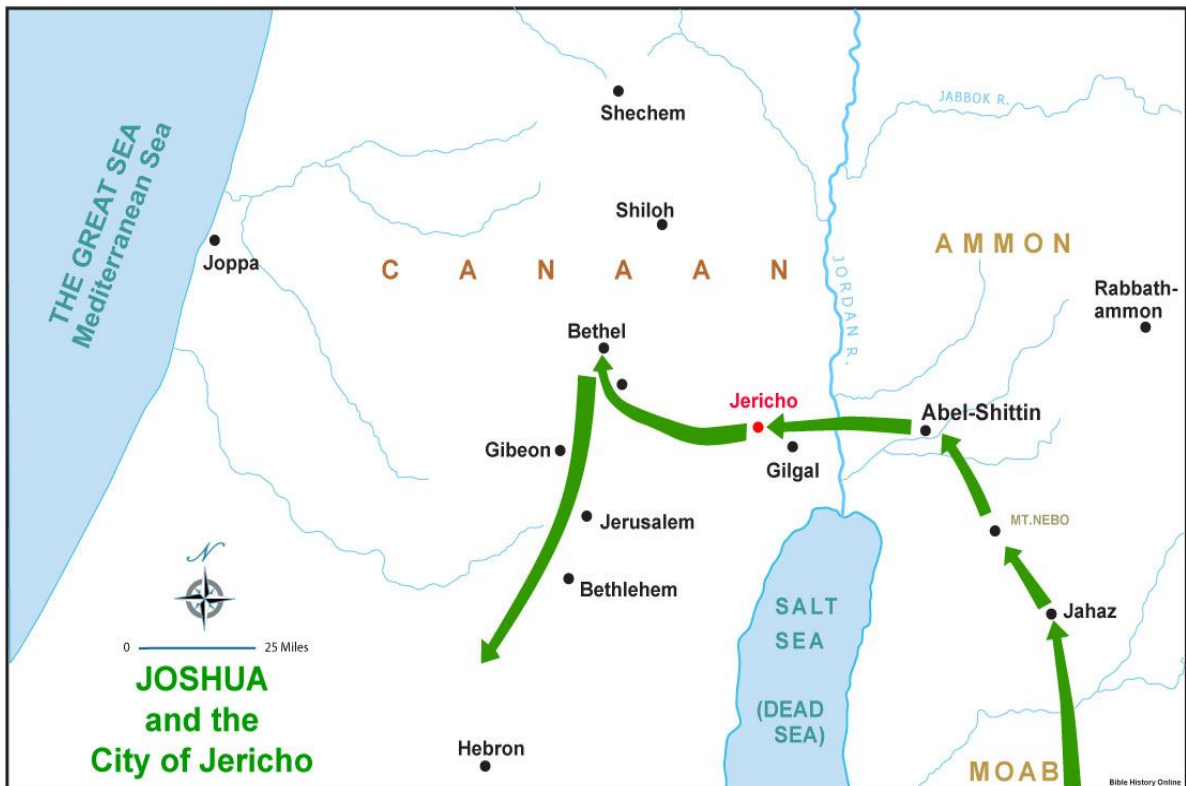 THE GREAT SEA
Mediterranean Sea
Shechem
JABBOK R.
Shiloh
Joppa
CANAAN
JORDAN R.
AMMON
Rabbath-
ammon
Bethel
Jericho
Abel-Shittin
Gibeon
Gilgal
Jerusalem
MT.NEBO
Bethlehem
Jahaz
SALT
SEA
(DEAD
SEA)
N
0 25 Miles
JOSHUA
and the
City of Jericho
Hebron
MOAB
Bible History Online